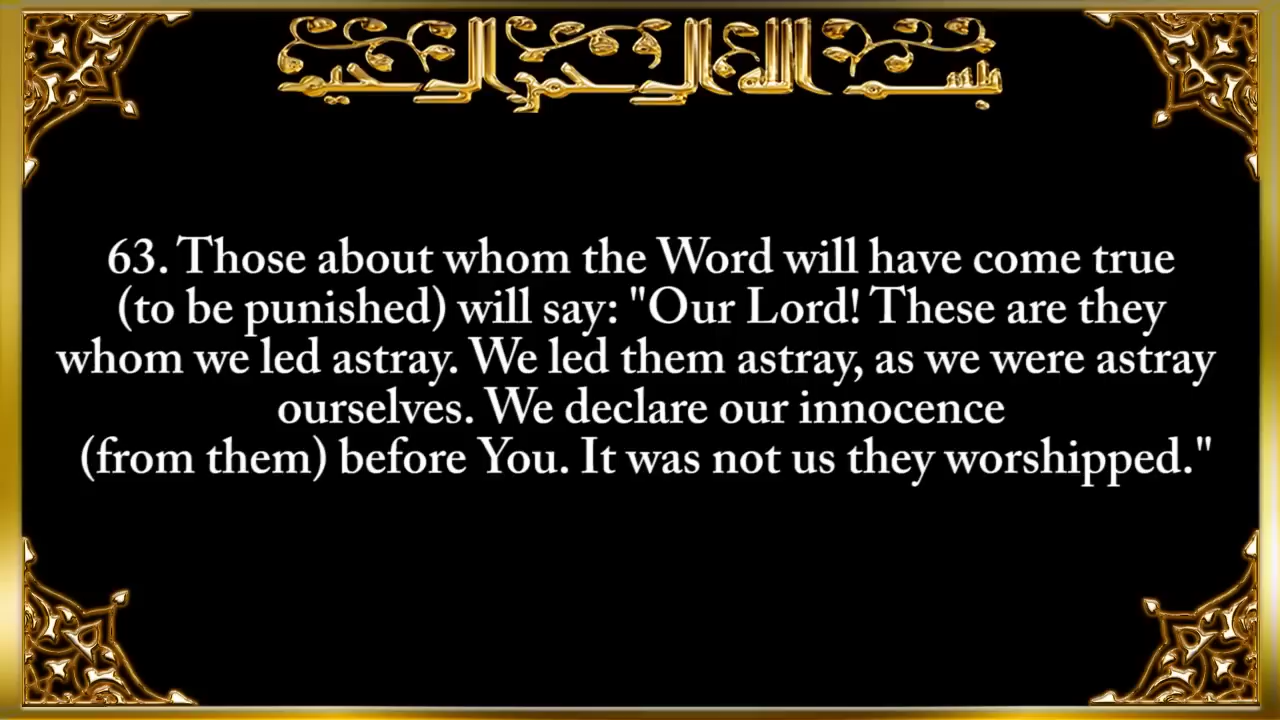 بسم الله الرحمن الرحيم
63. Those about whom the Word will have come true
(to be punished) will say: "Our Lord! These are they
whom we led astray. We led them astray, as we were astray
ourselves. We declare our innocence
(from them) before You. It was not us they worshipped."